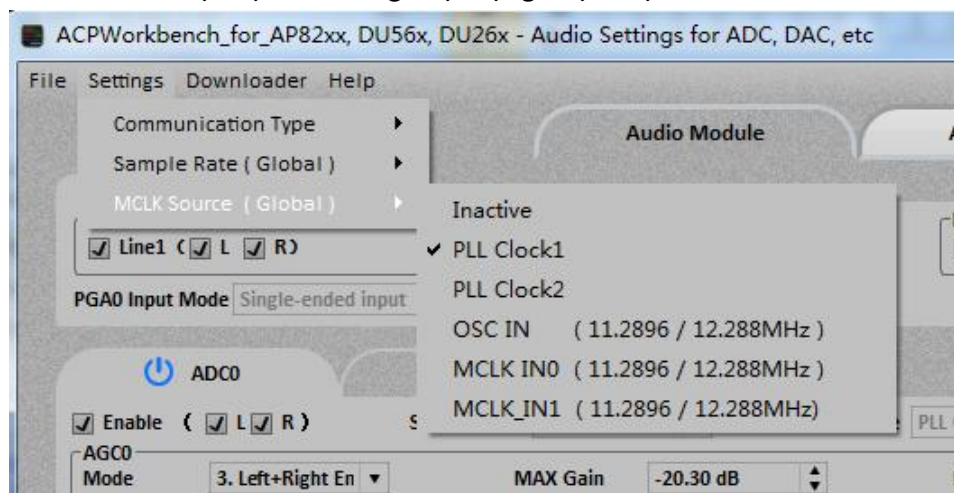 ACPWorkbench_for_AP82xx, DU56x, DU26x - Audio Settings for ADC, DAC, etc
File Settings Downloader Help
Communication Type
Audio Module
Sample Rate ( Global )
MCLK Source ( Global )
Inactive
Line1 ( L R)
PLL Clock1
PLL Clock2
PGA0 Input Mode Single-ended input
OSC IN ( 11.2896 / 12.288MHz )
MCLK IN0 ( 11.2896 / 12.288MHz )
ADC0
MCLK_IN1 ( 11.2896 / 12.288MHz)
Enable ( L R )
PLL
AGC0
Mode 3. Left+Right En MAX Gain -20.30 dB